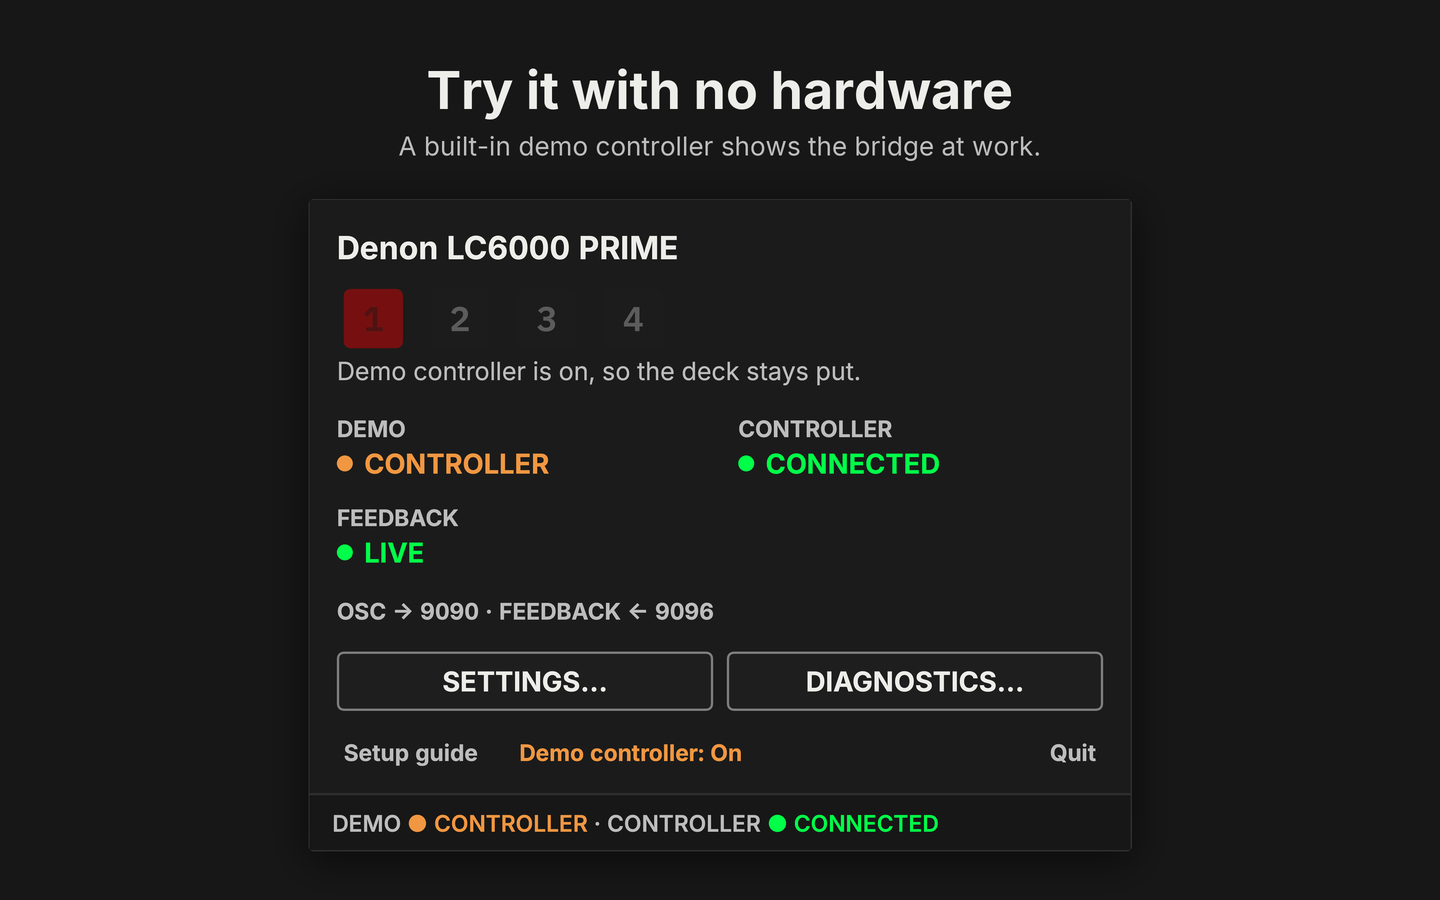 Try it with no hardware
A built-in demo controller shows the bridge at work.
Denon LC6000 PRIME
1 2 3 4
Demo controller is on, so the deck stays put.
DEMO CONTROLLER
CONTROLLER CONNECTED
FEEDBACK
LIVE
OSC → 9090 · FEEDBACK ← 9096
SETTINGS... DIAGNOSTICS...
Setup guide Demo controller: On Quit
DEMO CONTROLLER · CONTROLLER CONNECTED